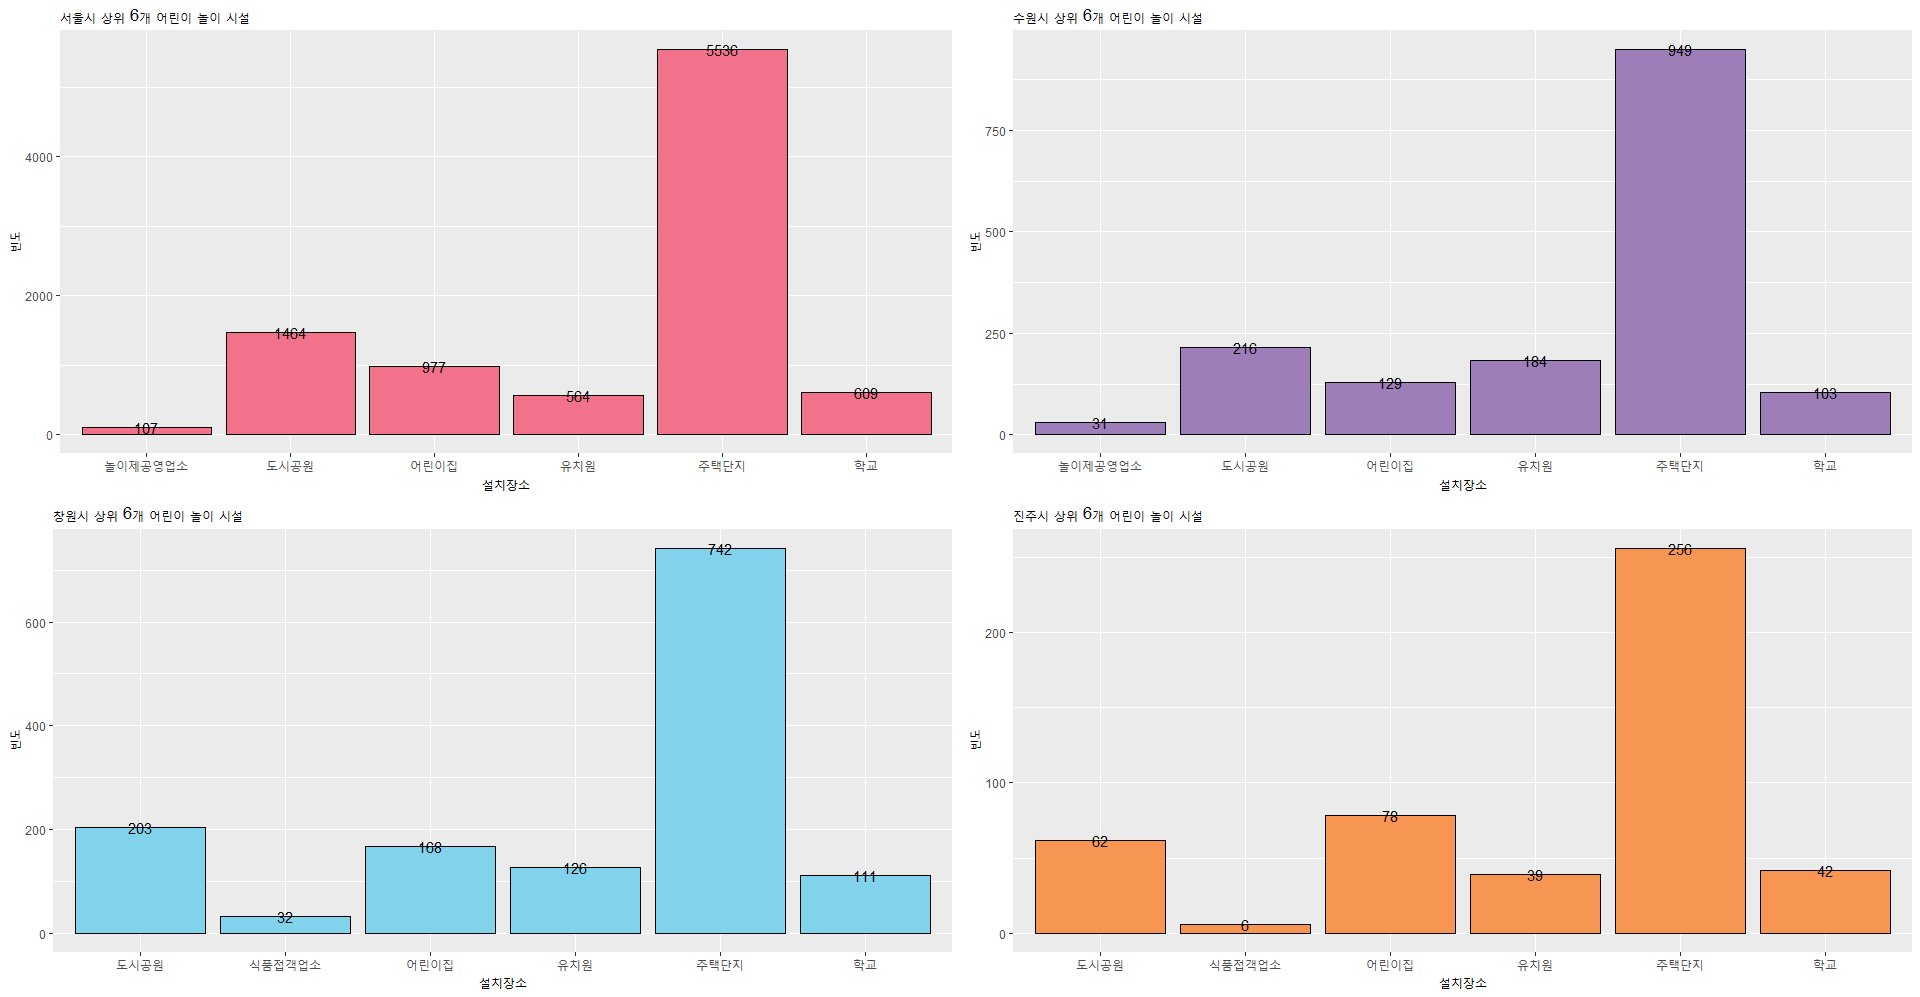 서울시 상위 6개 어린이 놀이 시설
빈도
4000
2000
0
107
1464
977
564
5536
609
놀이제공영업소 도시공원 어린이집 유치원 주택단지 학교
설치장소
수원시 상위 6개 어린이 놀이 시설
빈도
750
500
250
0
31
216
129
184
949
103
놀이제공영업소 도시공원 어린이집 유치원 주택단지 학교
설치장소
창원시 상위 6개 어린이 놀이 시설
빈도
600
400
200
0
203
32
168
126
742
111
도시공원 식품접객업소 어린이집 유치원 주택단지 학교
설치장소
진주시 상위 6개 어린이 놀이 시설
빈도
200
100
0
62
6
78
39
256
42
도시공원 식품접객업소 어린이집 유치원 주택단지 학교
설치장소